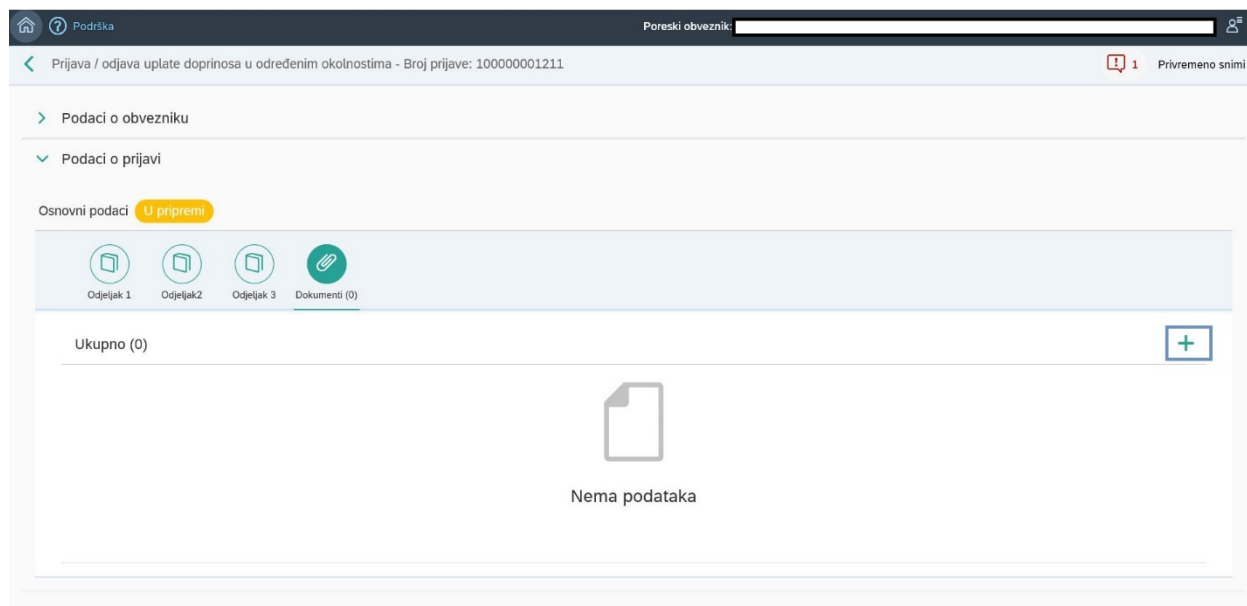 Podrška
Poreski obveznik:
Prijava / odjava uplate doprinosa u određenim okolnostima - Broj prijave: 100000001211
1 Privremeno snimi
Podaci o obvezniku
Podaci o prijavi
Osnovni podaci U pripremi
Odjeljak 1 Odjeljak2 Odjeljak 3 Dokumenti (0)
Ukupno (0)
Nema podataka